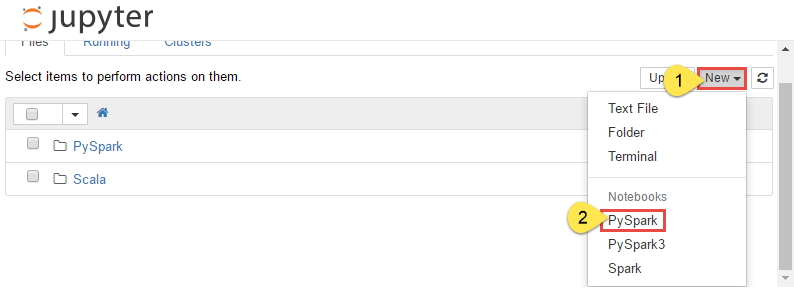 jupyter
Files Running Clusters
Select items to perform actions on them.
Up 1 New
Text File
Folder
Terminal
PySpark
Scala
Notebooks
2 PySpark
PySpark3
Spark